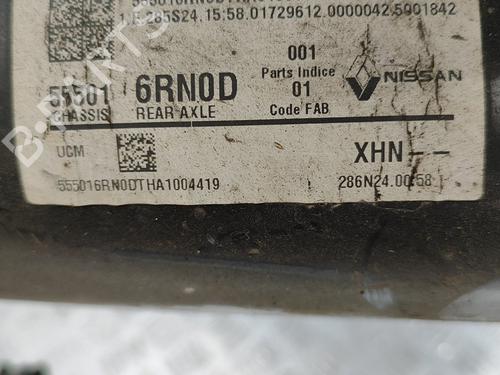 1.E.285S24.15:58.01729612.0000042.5001842
001
55501 6RN0D Parts Indice NISSAN
CHASSIS REAR AXLE 01
Code FAB
UCM XHN--
555016RN0DTHA1004419 286N24.00:58